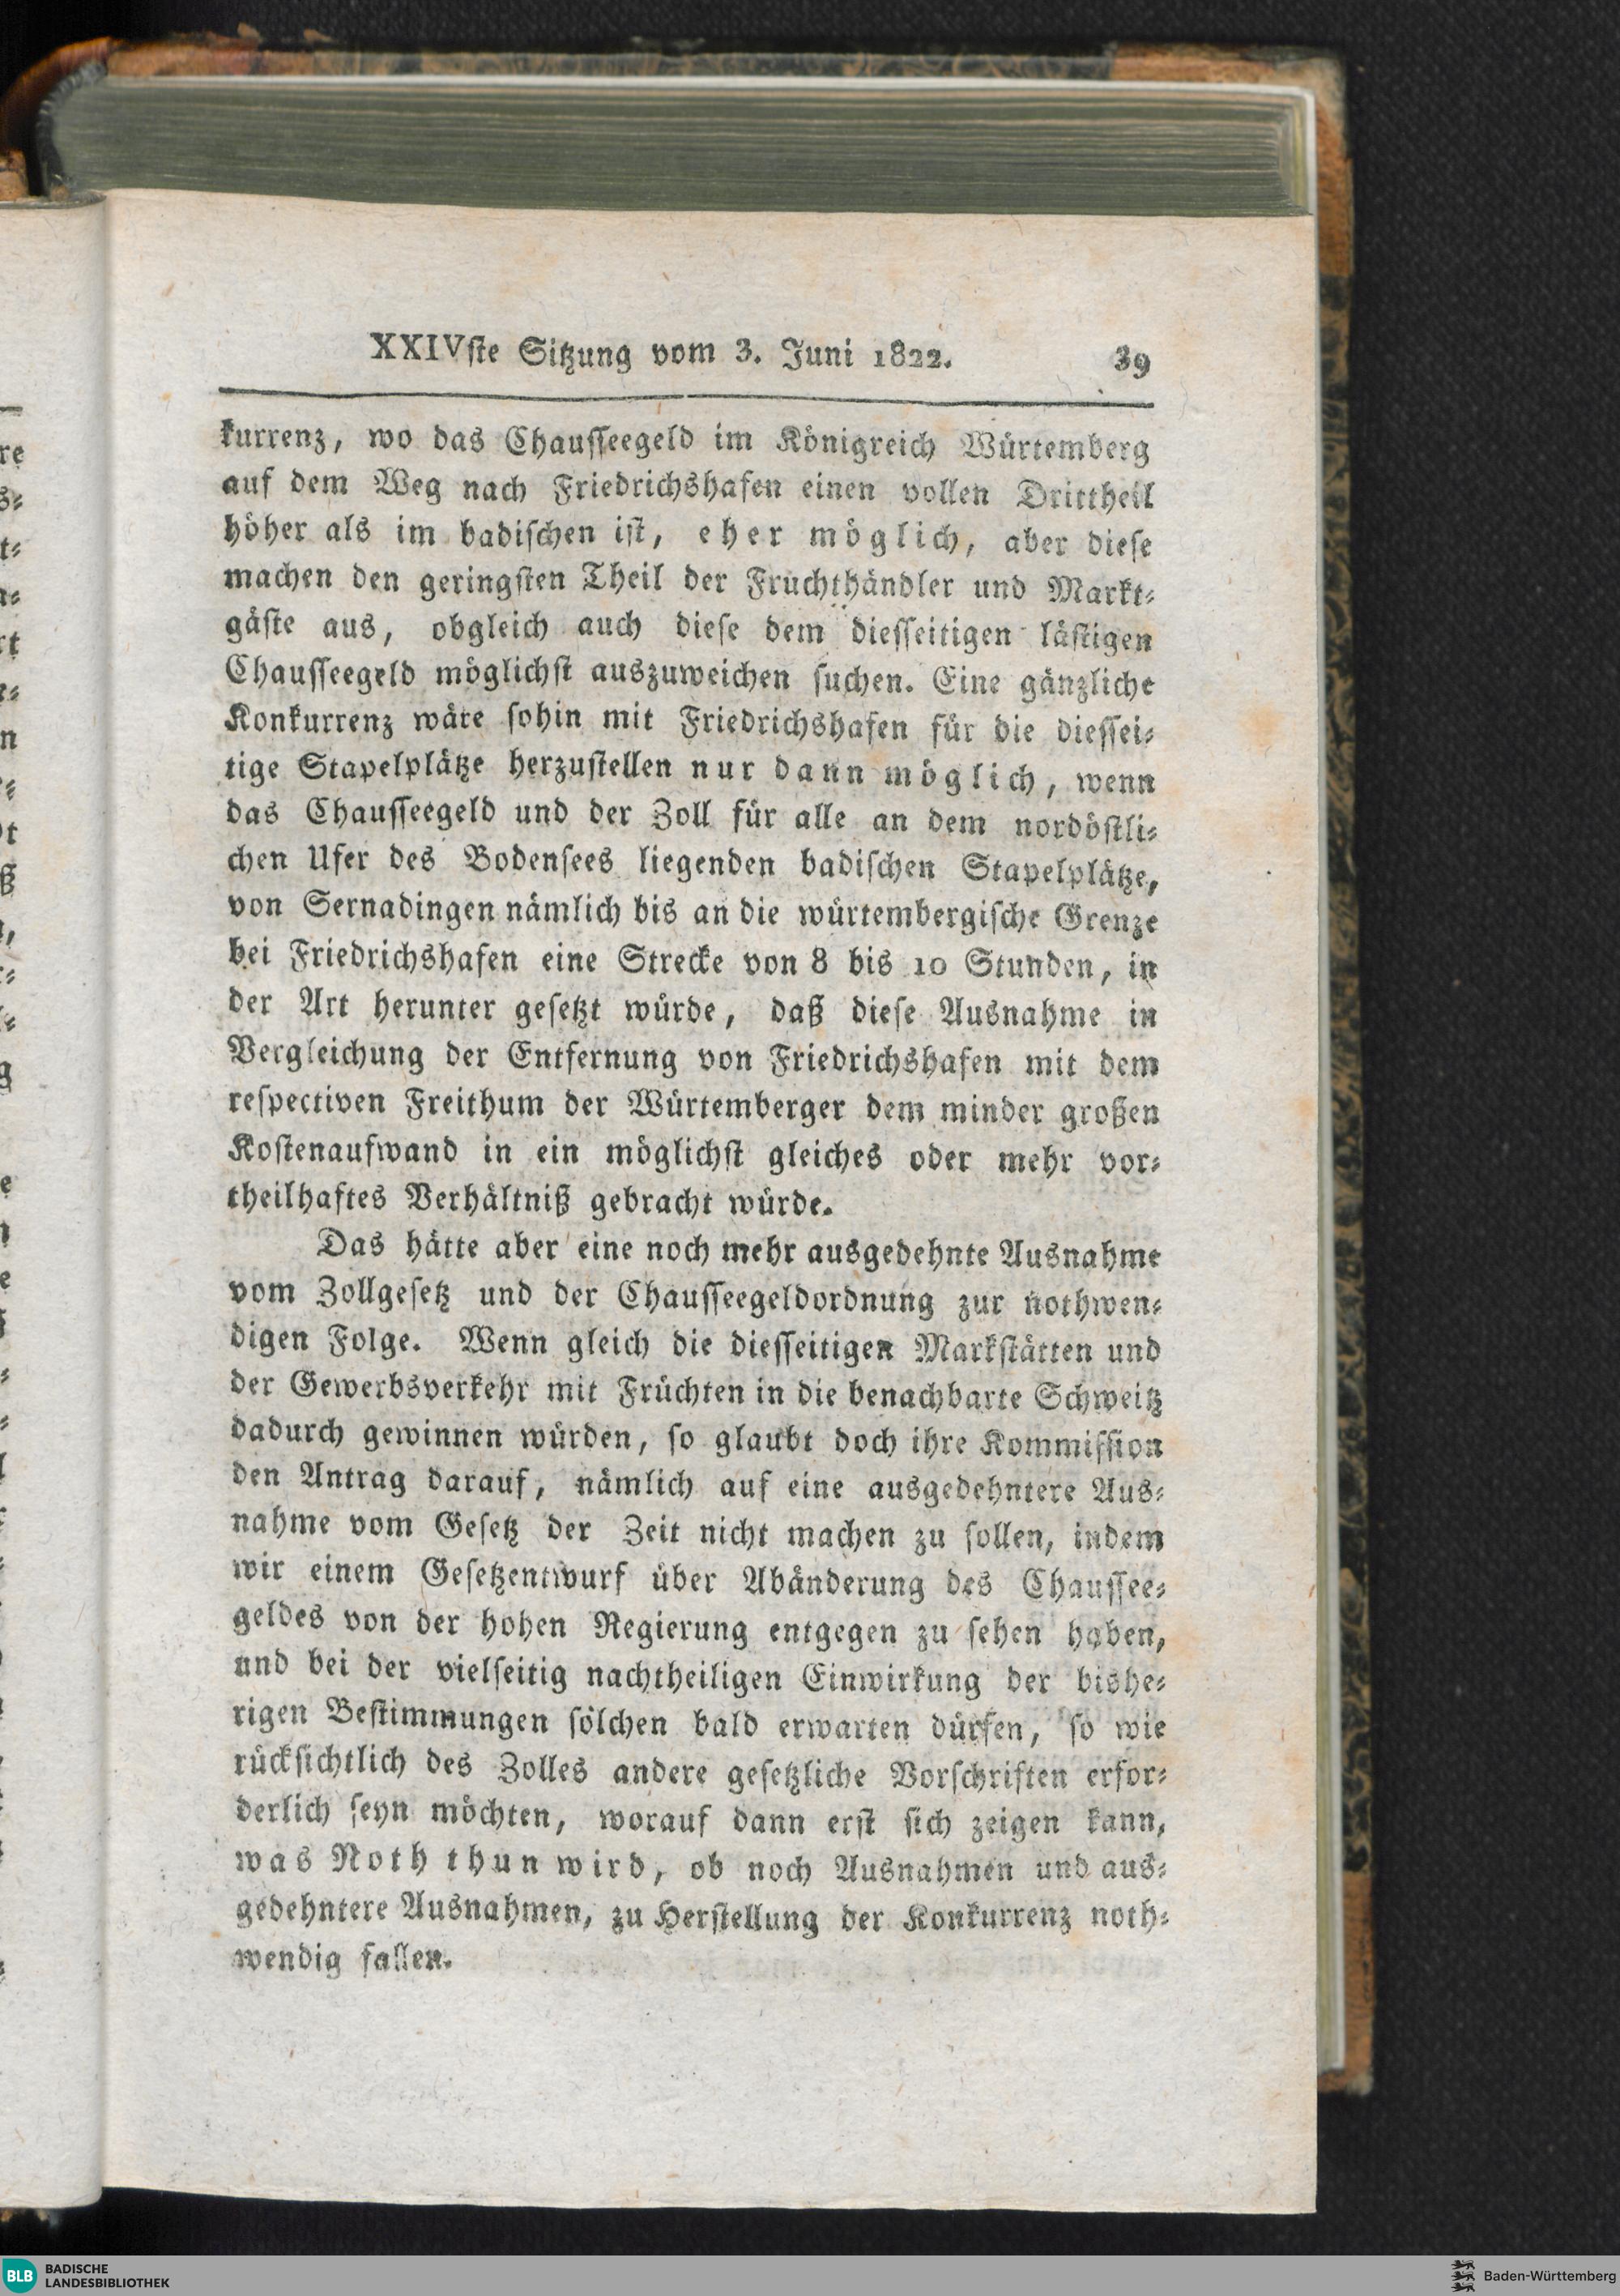 XXIVste Sitzung vom 3. Juni 1822. 39
kurrenz, wo das Chausseegeld im Königreich Würtemberg
auf dem Weg nach Friedrichshafen einen vollen Drittheil
höher als im badischen ist, eher möglich, aber diese
machen den geringsten Theil der Fruchthändler und Markt-
gäste aus, obgleich auch diese dem diesseitigen lästigen
Chausseegeld möglichst auszuweichen suchen. Eine gänzliche
Konkurrenz wäre sohin mit Friedrichshafen für die diessei-
tige Stapelplätze herzustellen nur dann möglich, wenn
das Chausseegeld und der Zoll für alle an dem nordöstli-
chen Ufer des Bodensees liegenden badischen Stapelplätze,
von Sernadingen nämlich bis an die würtembergische Grenze
bei Friedrichshafen eine Strecke von 8 bis 10 Stunden, in
der Art herunter gesetzt würde, daß diese Ausnahme in
Vergleichung der Entfernung von Friedrichshafen mit dem
respectiven Freithum der Würtemberger dem minder großen
Kostenaufwand in ein möglichst gleiches oder mehr vor-
theilhaftes Verhältniß gebracht würde.
Das hätte aber eine noch mehr ausgedehnte Ausnahme
vom Zollgesetz und der Chausseegeldordnung zur nothwen-
digen Folge. Wenn gleich die diesseitigen Markstätten und
der Gewerbsverkehr mit Früchten in die benachbarte Schweitz
dadurch gewinnen würden, so glaubt doch ihre Kommission
den Antrag darauf, nämlich auf eine ausgedehntere Aus-
nahme vom Gesetz der Zeit nicht machen zu sollen, indem
wir einem Gesetzentwurf über Abänderung des Chaussee-
geldes von der hohen Regierung entgegen zu sehen haben,
und bei der vielseitig nachtheiligen Einwirkung der bishe-
rigen Bestimmungen sölchen bald erwarten dürfen, so wie
rücksichtlich des Zolles andere gesetzliche Vorschriften erfor-
derlich seyn möchten, worauf dann erst sich zeigen kann,
was Noth thun wird, ob noch Ausnahmen und aus-
gedehntere Ausnahmen, zu Herstellung der Konkurrenz noth-
wendig fallen.
BLB BADISCHE
LANDESBIBLIOTHEK
Baden-Württemberg